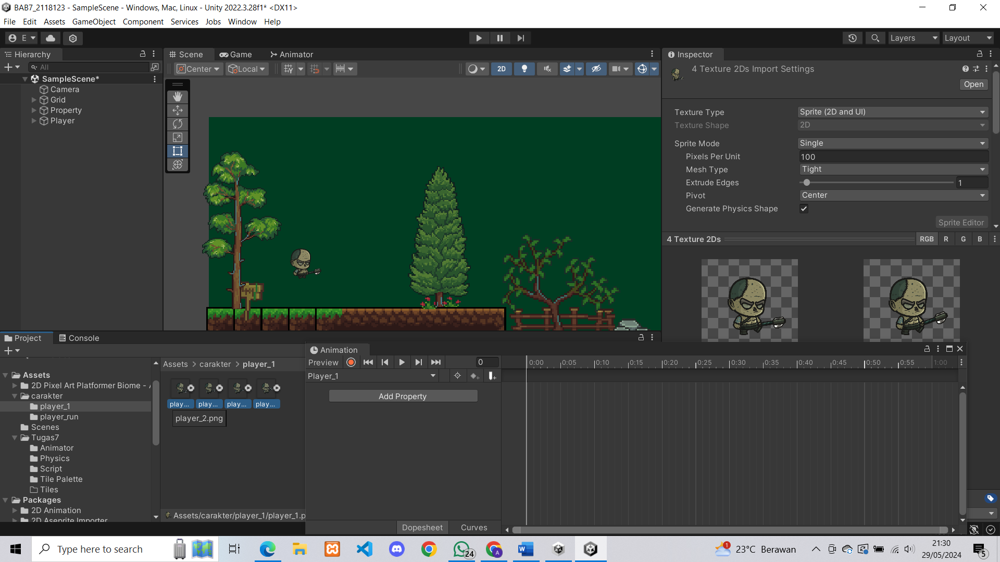 BAB7_2118123 - SampleScene - Windows, Mac, Linux - Unity 2022.3.28f1* <DX11>
File Edit Assets GameObject Component Services Jobs Window Help
E Layers Layout
Hierarchy
All
SampleScene*
Camera
Grid
Property
Player
Scene Game Animator
Center Local 2D
Inspector
4 Texture 2Ds Import Settings
Open
Texture Type Sprite (2D and UI)
Texture Shape 2D
Sprite Mode Single
Pixels Per Unit 100
Mesh Type Tight
Extrude Edges 1
Pivot Center
Generate Physics Shape
Sprite Editor
4 Texture 2Ds RGB R G B
Project Console
Assets
2D Pixel Art Platformer Biome -
carakter
player_1
player_run
Scenes
Tugas7
Animator
Physics
Script
Tile Palette
Tiles
Packages
2D Animation
2D Aseprite Importer
Assets > carakter > player_1
play... play... play... play...
player_2.png
Assets/carakter/player_1/player_1.p
Animation
Preview 0
0:00 0:05 0:10 0:15 0:20 0:25 0:30 0:35 0:40 0:45 0:50 0:55 1:00
Player_1
Add Property
Dopesheet Curves
Type here to search
24
1
23°C Berawan
21:30
29/05/2024
5